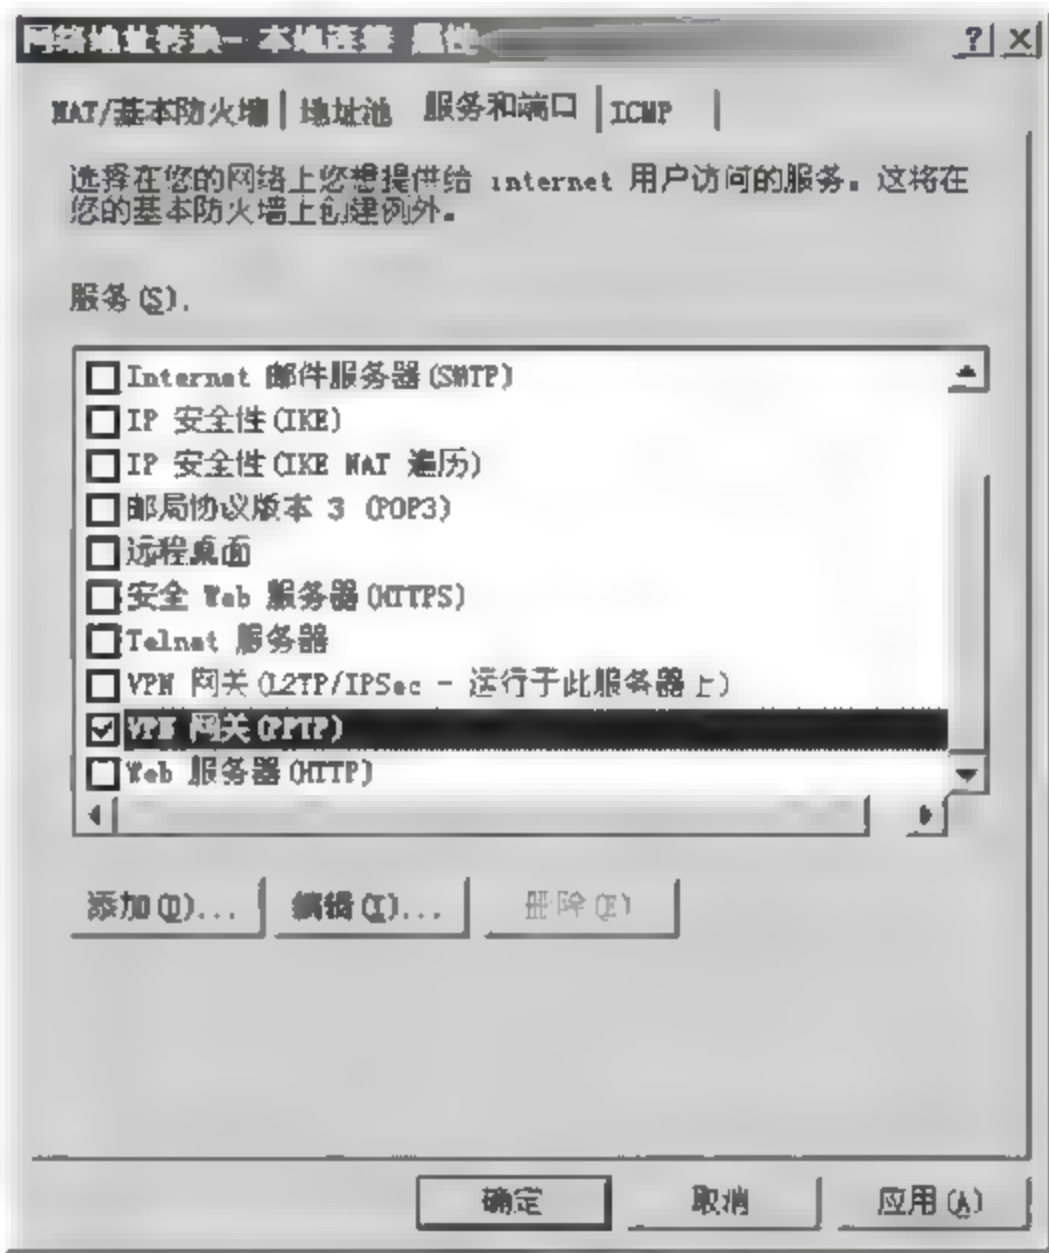 网络地址转换- 本地连接 属性
NAT/基本防火墙 地址池 服务和端口 ICMP
选择在您的网络上您想提供给 internet 用户访问的服务。这将在
您的基本防火墙上创建例外。
服务(S).
Internet 邮件服务器(SMTP)
IP 安全性(IKE)
IP 安全性(IKE NAT 遍历)
邮局协议版本 3 (POP3)
远程桌面
安全 Web 服务器(HTTPS)
Telnet 服务器
VPN 网关(L2TP/IPSec - 运行于此服务器上)
VPN 网关(PPTP)
Web 服务器(HTTP)
添加(D)... 编辑(I)... 删除(E)
确定 取消 应用(A)